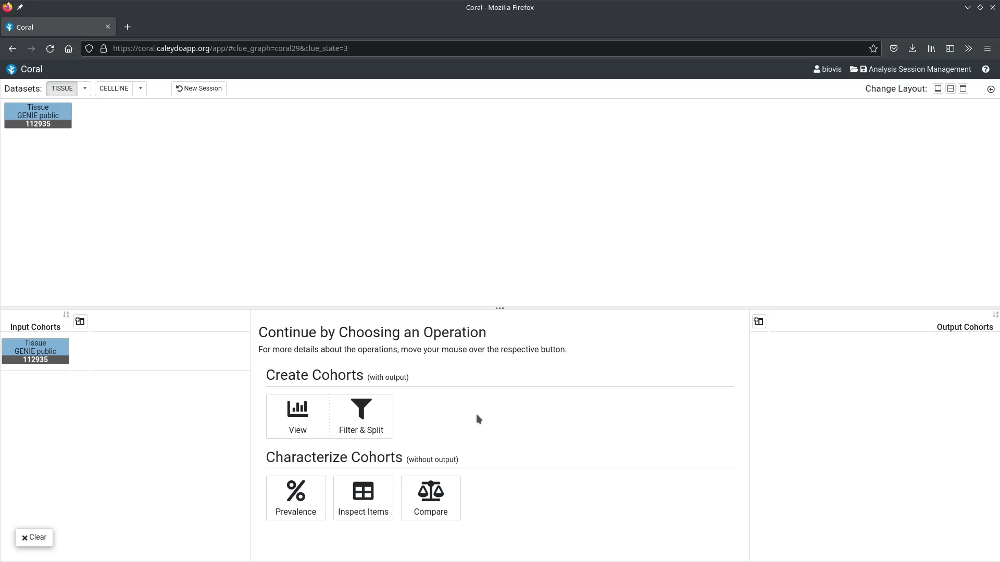 Coral - Mozilla Firefox
Coral
https://coral.caleydoapp.org/app/#clue_graph=coral29&clue_state=3
Coral
biovis
Analysis Session Management
Datasets:
TISSUE
CELLLINE
New Session
Change Layout:
Tissue
GENIE public
112935
Input Cohorts
Tissue
GENIE public
112935
Clear
Continue by Choosing an Operation
For more details about the operations, move your mouse over the respective button.
Create Cohorts (with output)
View
Filter & Split
Characterize Cohorts (without output)
Prevalence
Inspect Items
Compare
Output Cohorts